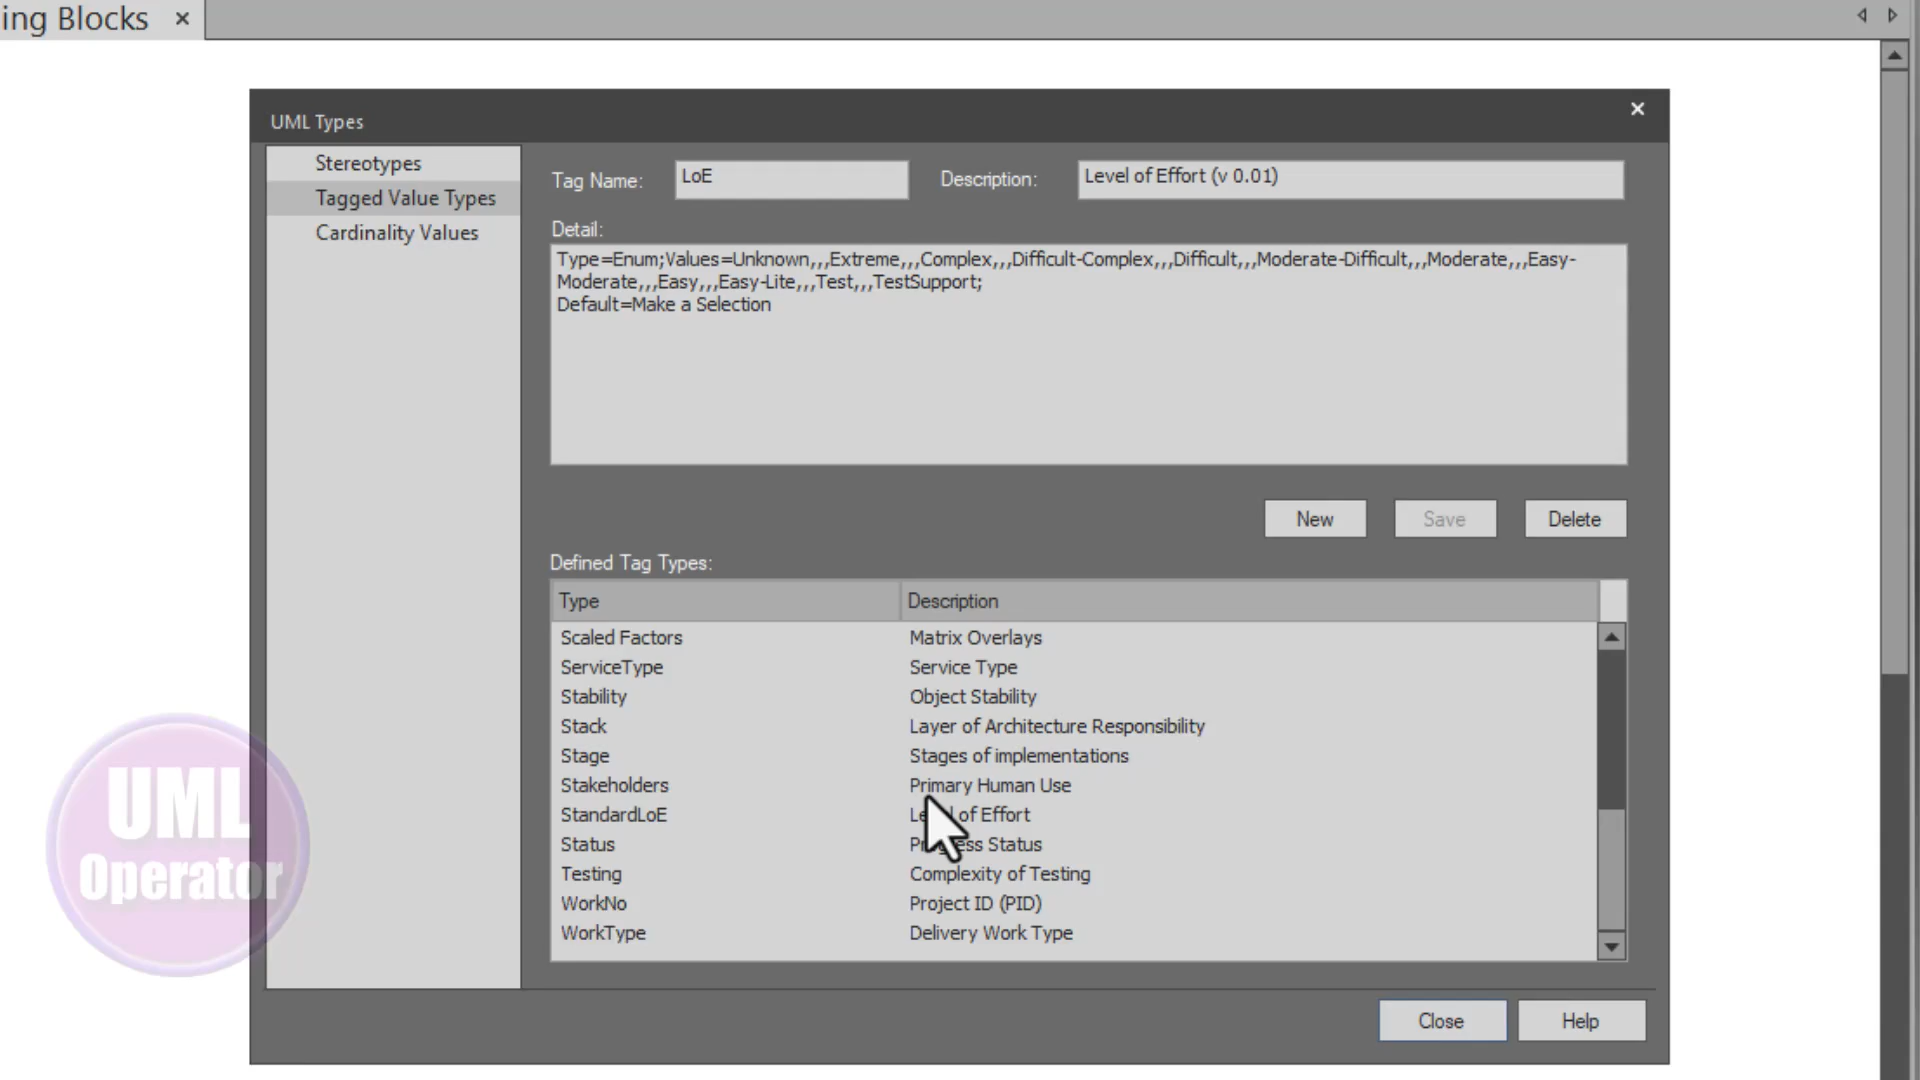 ing Blocks ×
UML Types
Stereotypes
Tagged Value Types
Cardinality Values
Tag Name: LoE Description: Level of Effort (v 0.01)
Detail:
Type=Enum;Values=Unknown,,,Extreme,,,Complex,,,Difficult-Complex,,,Difficult,,,Moderate-Difficult,,,Moderate,,,Easy-
Moderate,,,Easy,,,Easy-Lite,,,Test,,,TestSupport;
Default=Make a Selection
New Save Delete
Defined Tag Types:
Type Description
Scaled Factors Matrix Overlays
ServiceType Service Type
Stability Object Stability
Stack Layer of Architecture Responsibility
Stage Stages of implementations
Stakeholders Primary Human Use
StandardLoE Level of Effort
Status Progress Status
Testing Complexity of Testing
WorkNo Project ID (PID)
WorkType Delivery Work Type
Close Help
UML
Operator